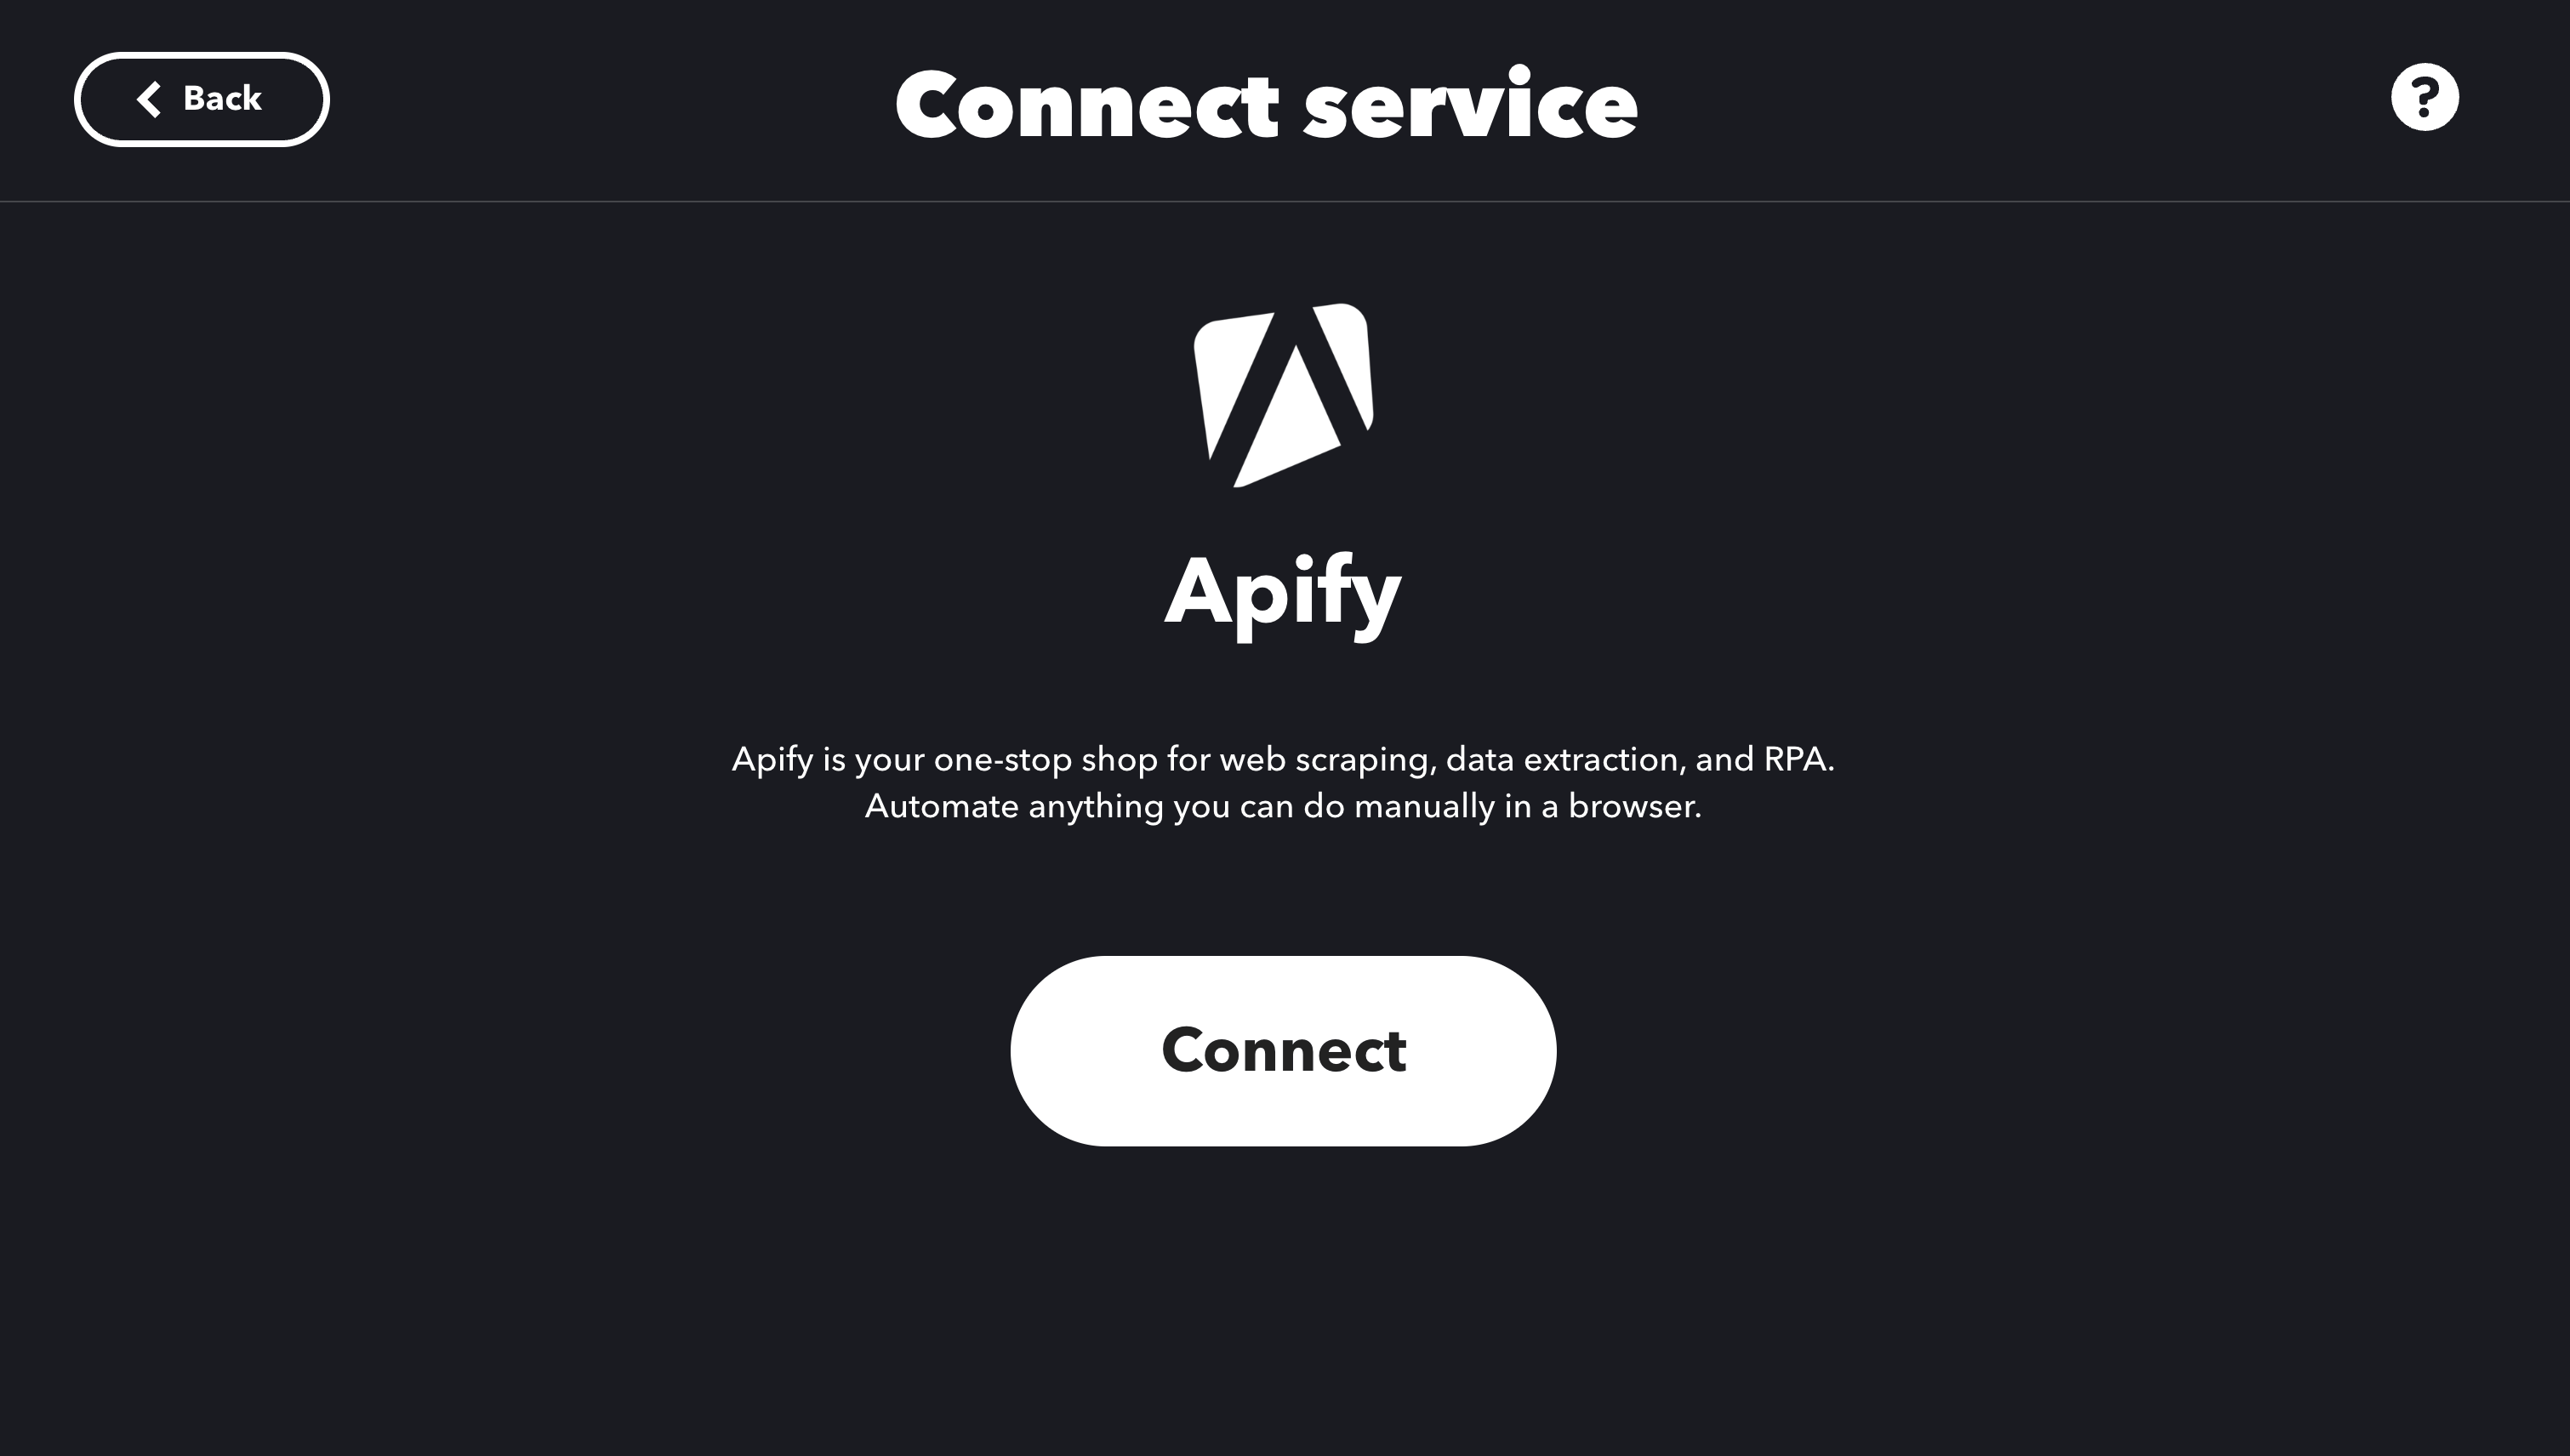 Back
Connect service
?
Apify
Apify is your one-stop shop for web scraping, data extraction, and RPA.
Automate anything you can do manually in a browser.
Connect